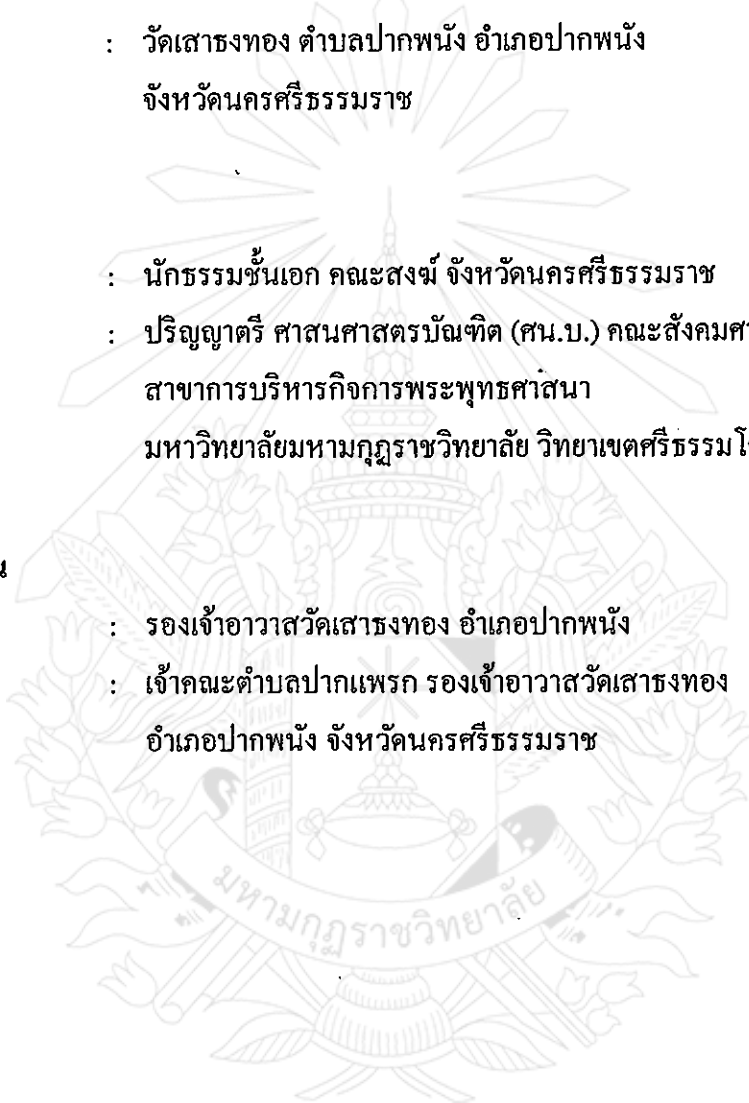 : วัดเสาธงทอง ตำบลปากพนัง อำเภอปากพนัง
จังหวัดนครศรีธรรมราช
: นักธรรมชั้นเอก คณะสงฆ์ จังหวัดนครศรีธรรมราช
: ปริญญาตรี ศาสนศาสตรบัณฑิต (ศน.บ.) คณะสังคมศา
สาขาการบริหารกิจการพระพุทธศาสนา
มหาวิทยาลัยมหามกุฏราชวิทยาลัย วิทยาเขตศรีธรรมโ
น
: รองเจ้าอาวาสวัดเสาธงทอง อำเภอปากพนัง
: เจ้าคณะตำบลปากแพรก รองเจ้าอาวาสวัดเสาธงทอง
อำเภอปากพนัง จังหวัดนครศรีธรรมราช
มหามกุฏราชวิทยาลัย